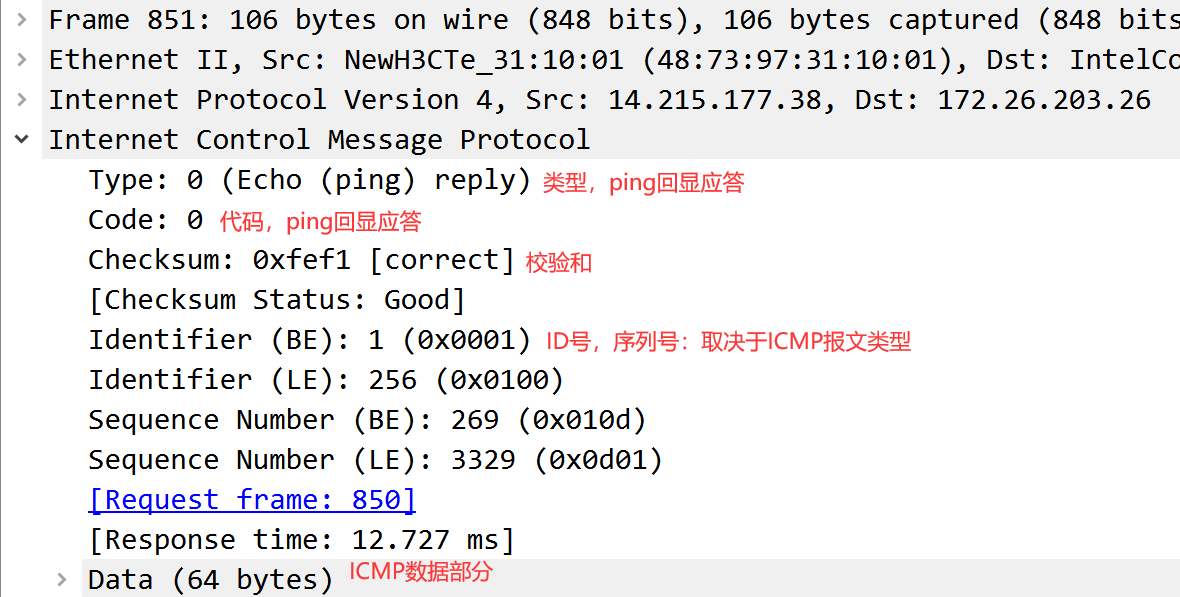 Frame 851: 106 bytes on wire (848 bits), 106 bytes captured (848 bits
Ethernet II, Src: NewH3CTe_31:10:01 (48:73:97:31:10:01), Dst: IntelCo
Internet Protocol Version 4, Src: 14.215.177.38, Dst: 172.26.203.26
Internet Control Message Protocol
Type: 0 (Echo (ping) reply) 类型，ping回显应答
Code: 0 代码，ping回显应答
Checksum: 0xfef1 [correct] 校验和
[Checksum Status: Good]
Identifier (BE): 1 (0x0001) ID号，序列号：取决于ICMP报文类型
Identifier (LE): 256 (0x0100)
Sequence Number (BE): 269 (0x010d)
Sequence Number (LE): 3329 (0x0d01)
[Request frame: 850]
[Response time: 12.727 ms]
Data (64 bytes) ICMP数据部分